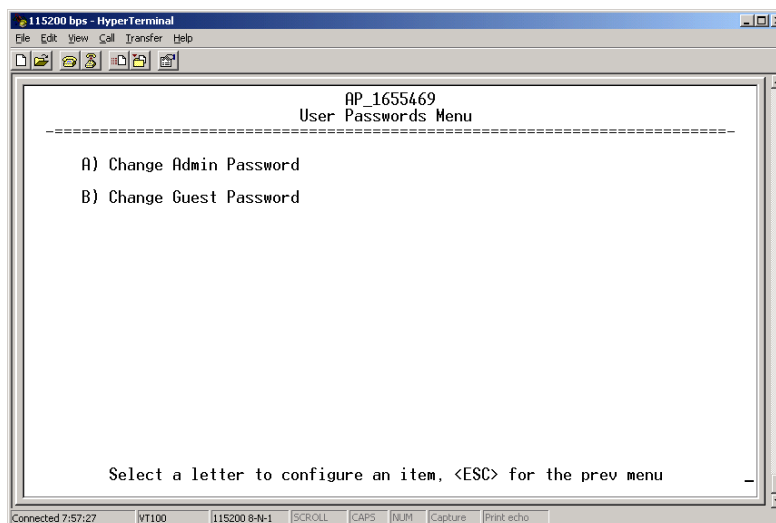 115200 bps - HyperTerminal
File Edit View Call Transfer Help
AP_1655469
User Passwords Menu
-==========================================================================-
A) Change Admin Password
B) Change Guest Password
Select a letter to configure an item, <ESC> for the prev menu
Connected 7:57:27 VT100 115200 8-N-1 SCROLL CAPS NUM Capture Print echo